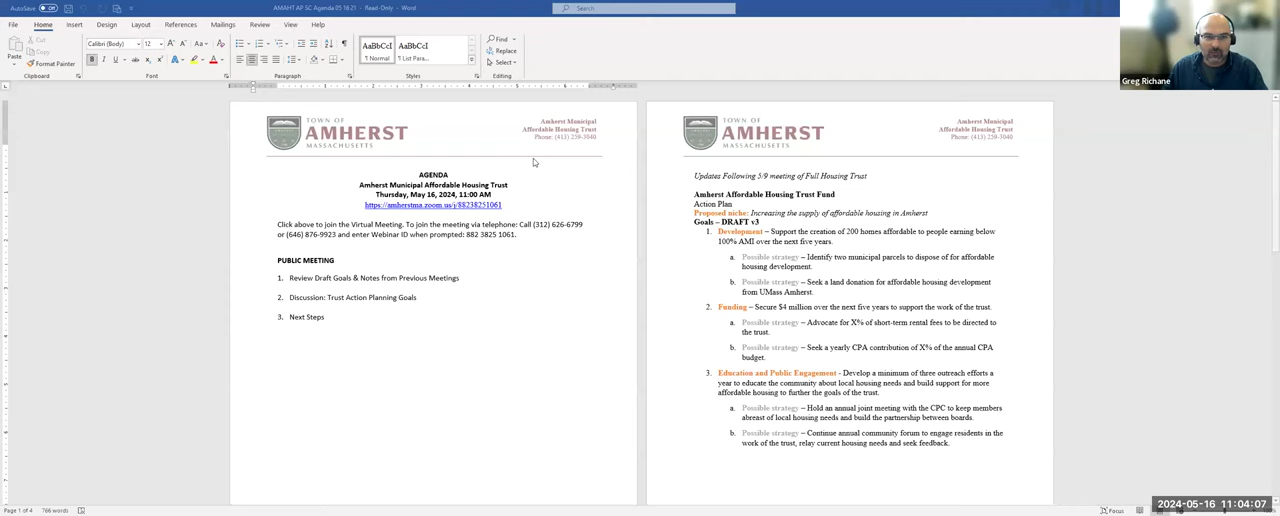 AutoSave Off
AMAHT AP SC Agenda 05 16 21 - Read-Only - Word
Search
File Home Insert Draw Design Layout References Mailings Review View Help
Paste
Cut
Copy
Format Painter
Clipboard
Calibri (Body) 12
Font
Paragraph
AaBbCcI AaBbCcI
¶ Normal ¶ List Para...
Styles
Find
Replace
Select
Editing
Greg Richane
TOWN OF
AMHERST
MASSACHUSETTS
Amherst Municipal
Affordable Housing Trust
Phone: (413) 259-3040
AGENDA
Amherst Municipal Affordable Housing Trust
Thursday, May 16, 2024, 11:00 AM
https://amherstma.zoom.us/j/88238251061
Click above to join the Virtual Meeting. To join the meeting via telephone: Call (312) 626-6799
or (646) 876-9923 and enter Webinar ID when prompted: 882 3825 1061.
PUBLIC MEETING
1. Review Draft Goals & Notes from Previous Meetings
2. Discussion: Trust Action Planning Goals
3. Next Steps
TOWN OF
AMHERST
MASSACHUSETTS
Amherst Municipal
Affordable Housing Trust
Phone: (413) 259-3040
Updates Following 5/9 meeting of Full Housing Trust
Amherst Affordable Housing Trust Fund
Action Plan
Proposed niche: Increasing the supply of affordable housing in Amherst
Goals – DRAFT v3
1. Development – Support the creation of 200 homes affordable to people earning below
100% AMI over the next five years.
a. Possible strategy – Identify two municipal parcels to dispose of for affordable
housing development.
b. Possible strategy – Seek a land donation for affordable housing development
from UMass Amherst.
2. Funding – Secure $4 million over the next five years to support the work of the trust.
a. Possible strategy – Advocate for X% of short-term rental fees to be directed to
the trust.
b. Possible strategy – Seek a yearly CPA contribution of X% of the annual CPA
budget.
3. Education and Public Engagement - Develop a minimum of three outreach efforts a
year to educate the community about local housing needs and build support for more
affordable housing to further the goals of the trust.
a. Possible strategy – Hold an annual joint meeting with the CPC to keep members
abreast of local housing needs and build the partnership between boards.
b. Possible strategy – Continue annual community forum to engage residents in the
work of the trust, relay current housing needs and seek feedback.
Page 1 of 4 766 words
Focus
2024-05-16 11:04:07